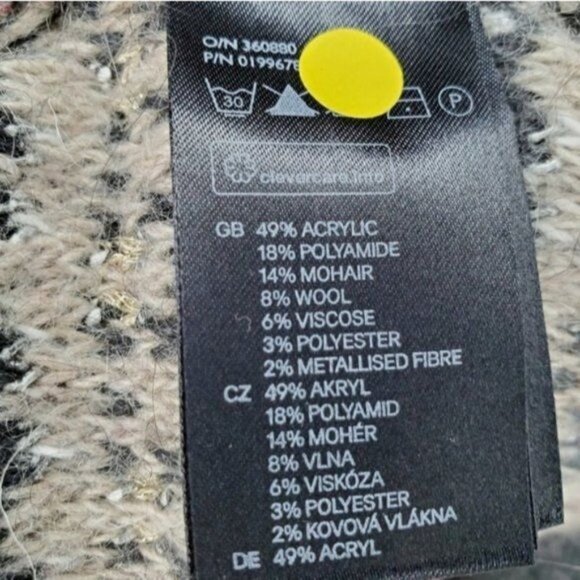 O/N 360880
P/N 019967
30
P
clevercare.info
GB 49% ACRYLIC
18% POLYAMIDE
14% MOHAIR
8% WOOL
6% VISCOSE
3% POLYESTER
2% METALLISED FIBRE
CZ 49% AKRYL
18% POLYAMID
14% MOHÉR
8% VLNA
6% VISKÓZA
3% POLYESTER
2% KOVOVÁ VLÁKNA
DE 49% ACRYL